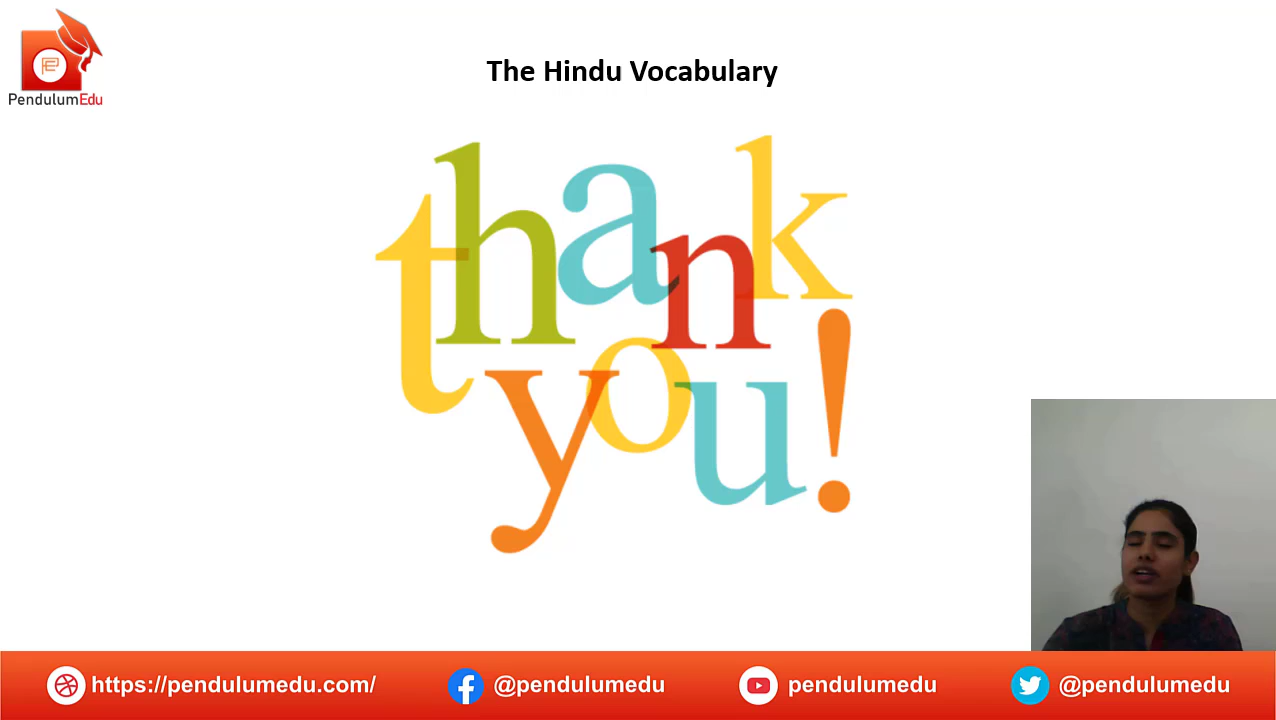 PendulumEdu
The Hindu Vocabulary
thank
you!
https://pendulumedu.com/
@pendulumedu
pendulumedu
@pendulumedu